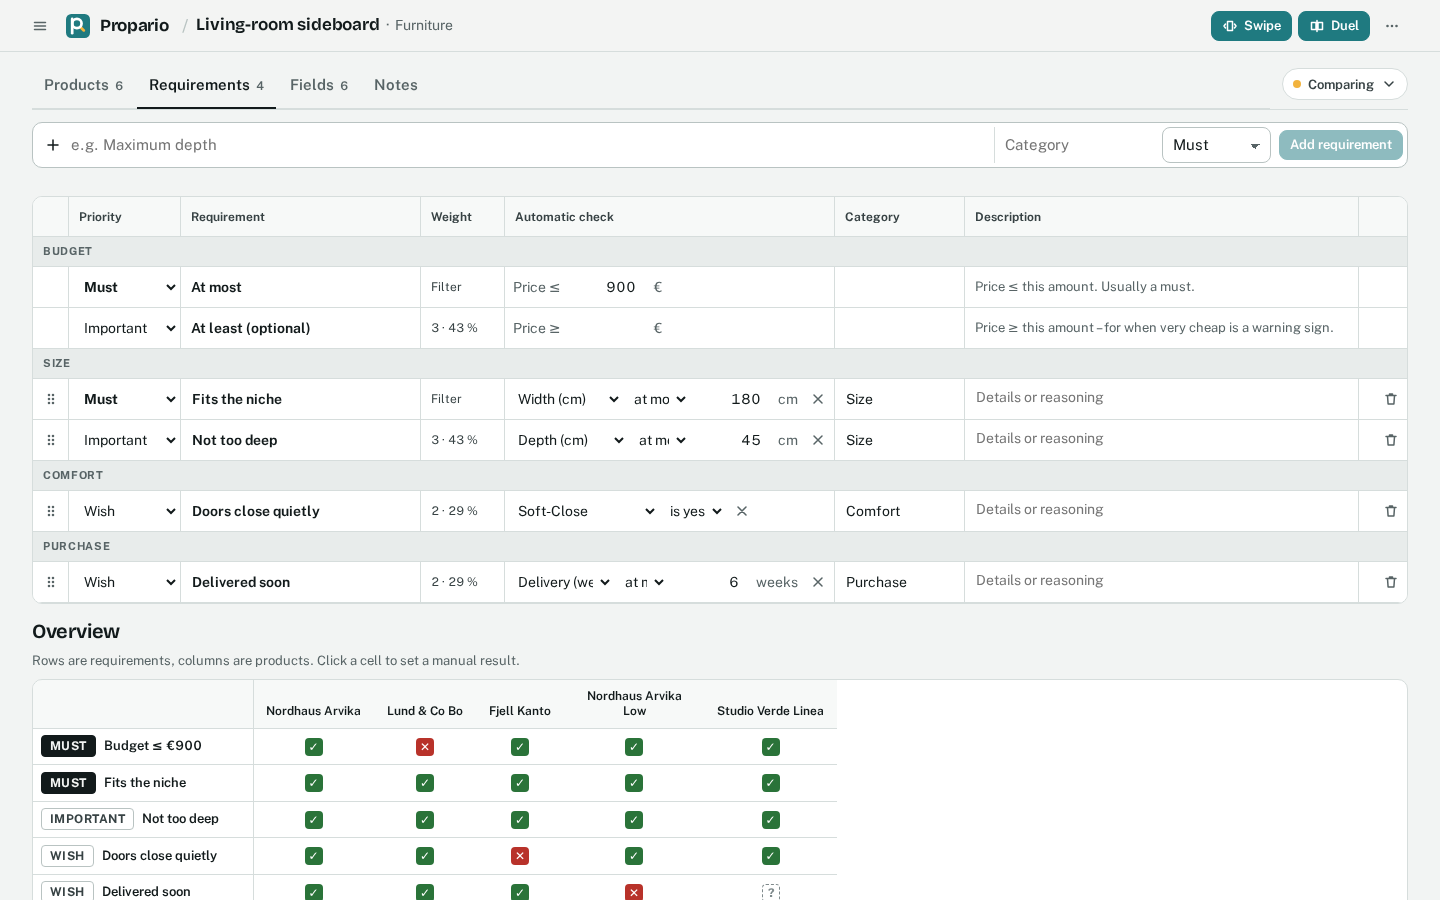 Propario / Living-room sideboard · Furniture
Swipe
Duel
Products 6
Requirements 4
Fields 6
Notes
Comparing
e.g. Maximum depth
Category
Must
Add requirement
Priority Requirement Weight Automatic check Category Description
BUDGET
Must At most Filter Price ≤ 900 € Price ≤ this amount. Usually a must.
Important At least (optional) 3 · 43 % Price ≥ € Price ≥ this amount – for when very cheap is a warning sign.
SIZE
Must Fits the niche Filter Width (cm) at mo 180 cm Size Details or reasoning
Important Not too deep 3 · 43 % Depth (cm) at m 45 cm Size Details or reasoning
COMFORT
Wish Doors close quietly 2 · 29 % Soft-Close is yes Comfort Details or reasoning
PURCHASE
Wish Delivered soon 2 · 29 % Delivery (we at 6 weeks Purchase Details or reasoning
Overview
Rows are requirements, columns are products. Click a cell to set a manual result.
Nordhaus Arvika Lund & Co Bo Fjell Kanto Nordhaus Arvika Low Studio Verde Linea
MUST Budget ≤ €900 ✓ ✕ ✓ ✓ ✓
MUST Fits the niche ✓ ✓ ✓ ✓ ✓
IMPORTANT Not too deep ✓ ✓ ✓ ✓ ✓
WISH Doors close quietly ✓ ✓ ✕ ✓ ✓
WISH Delivered soon ✓ ✓ ✓ ✕ ?